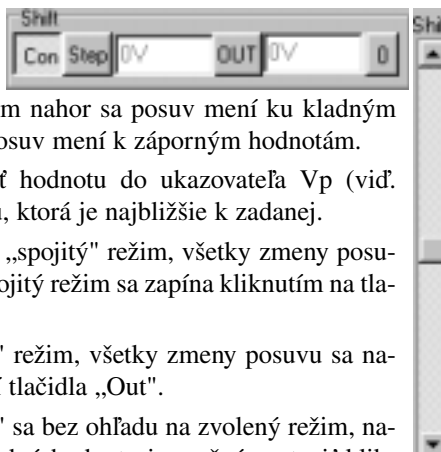 Shift
Con Step 0V OUT 0V 0
m nahor sa posuv mení ku kladným
osuv mení k záporným hodnotám.
ť hodnotu do ukazovateľa Vp (viď.
, ktorá je najbližšie k zadanej.
„spojitý" režim, všetky zmeny posu-
ojitý režim sa zapína kliknutím na tla-
" režim, všetky zmeny posuvu sa na-
í tlačidla „Out".
" sa bez ohľadu na zvolený režim, na-